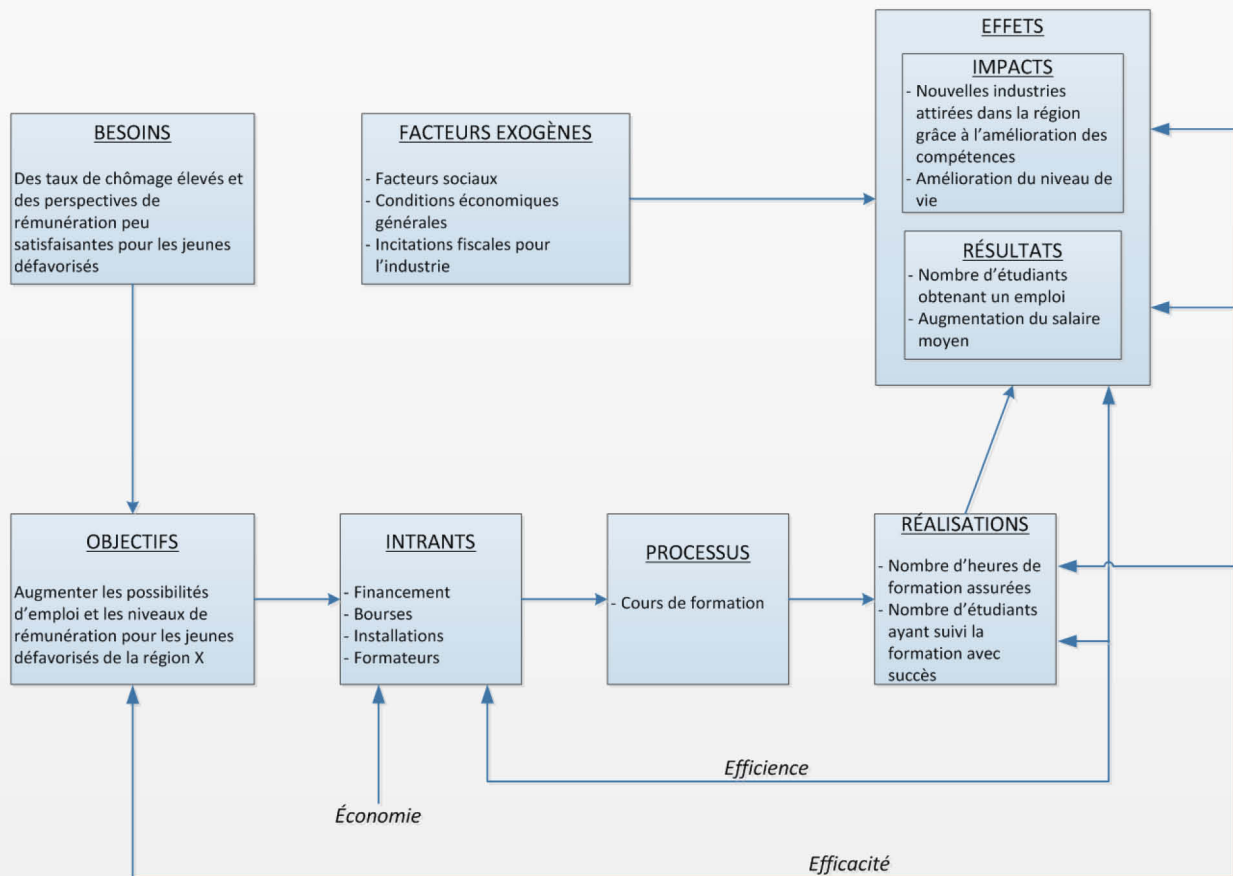 EFFETS
IMPACTS
- Nouvelles industries
attirées dans la région
grâce à l'amélioration des
compétences
- Amélioration du niveau de
vie
RÉSULTATS
- Nombre d'étudiants
obtenant un emploi
- Augmentation du salaire
moyen
BESOINS
Des taux de chômage élevés et
des perspectives de
rémunération peu
satisfaisantes pour les jeunes
défavorisés
FACTEURS EXOGÈNES
- Facteurs sociaux
- Conditions économiques
générales
- Incitations fiscales pour
l'industrie
OBJECTIFS
Augmenter les possibilités
d'emploi et les niveaux de
rémunération pour les jeunes
défavorisés de la région X
INTRANTS
- Financement
- Bourses
- Installations
- Formateurs
PROCESSUS
- Cours de formation
RÉALISATIONS
- Nombre d'heures de
formation assurées
- Nombre d'étudiants
ayant suivi la
formation avec
succès
Efficience
Économie
Efficacité